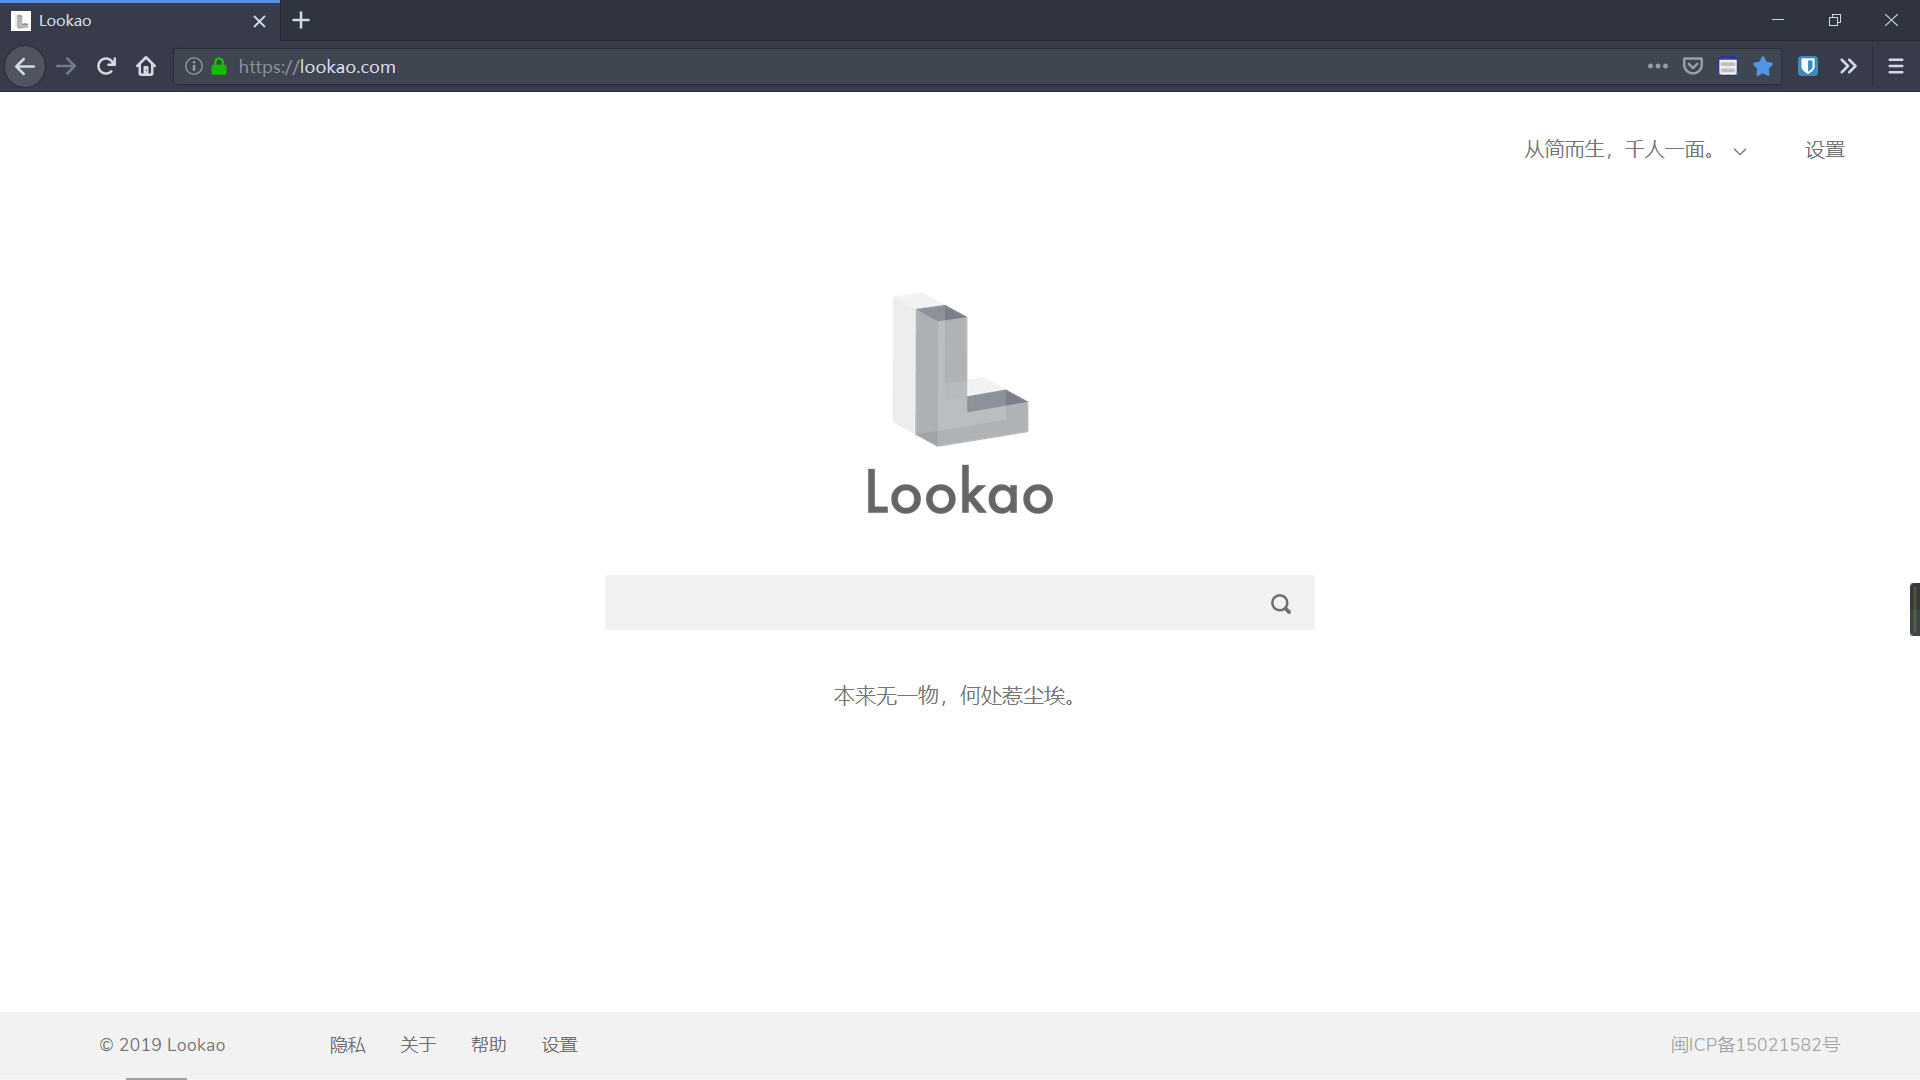 Lookao
https://lookao.com
从简而生，千人一面。
设置
Lookao
本来无一物，何处惹尘埃。
© 2019 Lookao
隐私 关于 帮助 设置
闽ICP备15021582号